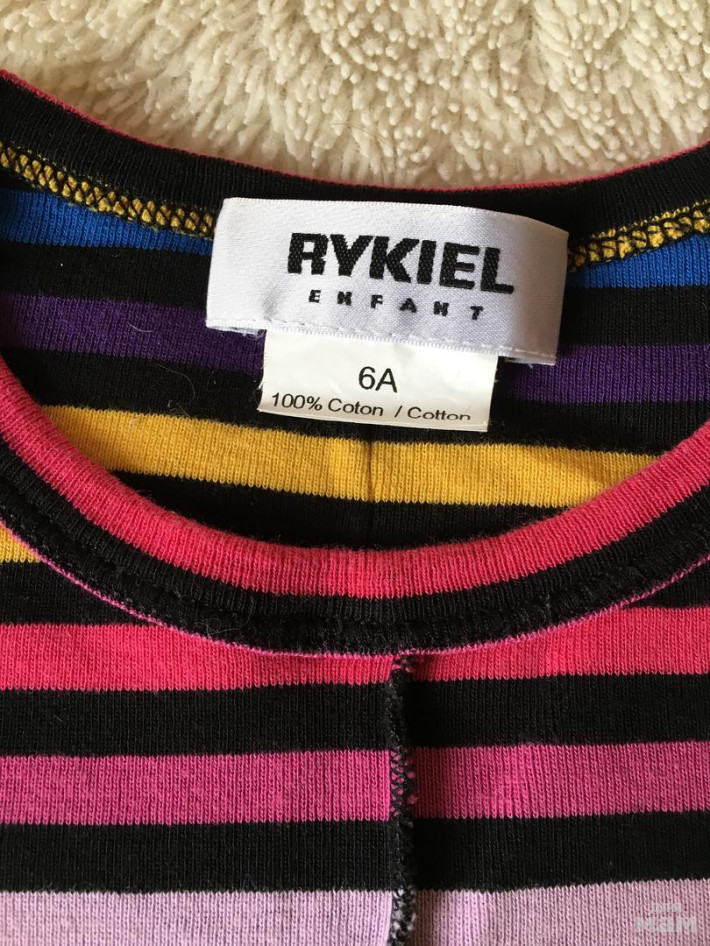 RYKIEL
ENFANT
6A
100% Coton / Cotton